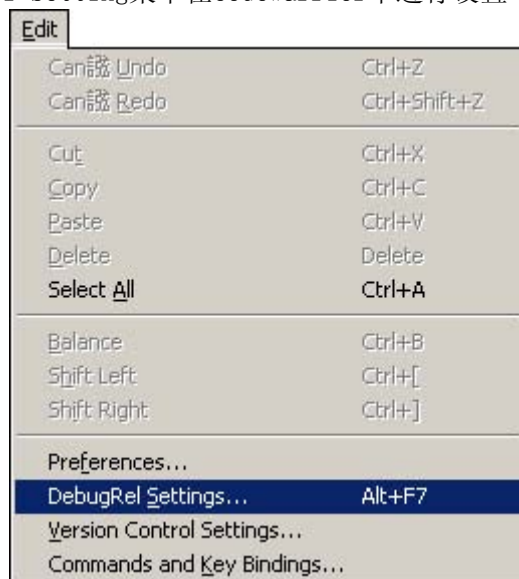 Edit
Can譤 Undo Ctrl+Z
Can譤 Redo Ctrl+Shift+Z
Cut Ctrl+X
Copy Ctrl+C
Paste Ctrl+V
Delete Delete
Select All Ctrl+A
Balance Ctrl+B
Shift Left Ctrl+[
Shift Right Ctrl+]
Preferences...
DebugRel Settings... Alt+F7
Version Control Settings...
Commands and Key Bindings...